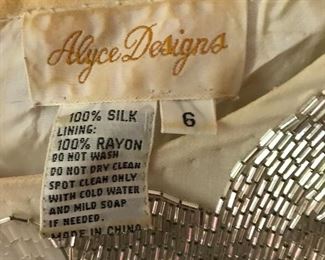 Alyce Designs
100% SILK
LINING:
100% RAYON
DO NOT WASH
DO NOT DRY CLEAN
SPOT CLEAN ONLY
WITH COLD WATER
AND MILD SOAP
IF NEEDED.
MADE IN CHINA
6